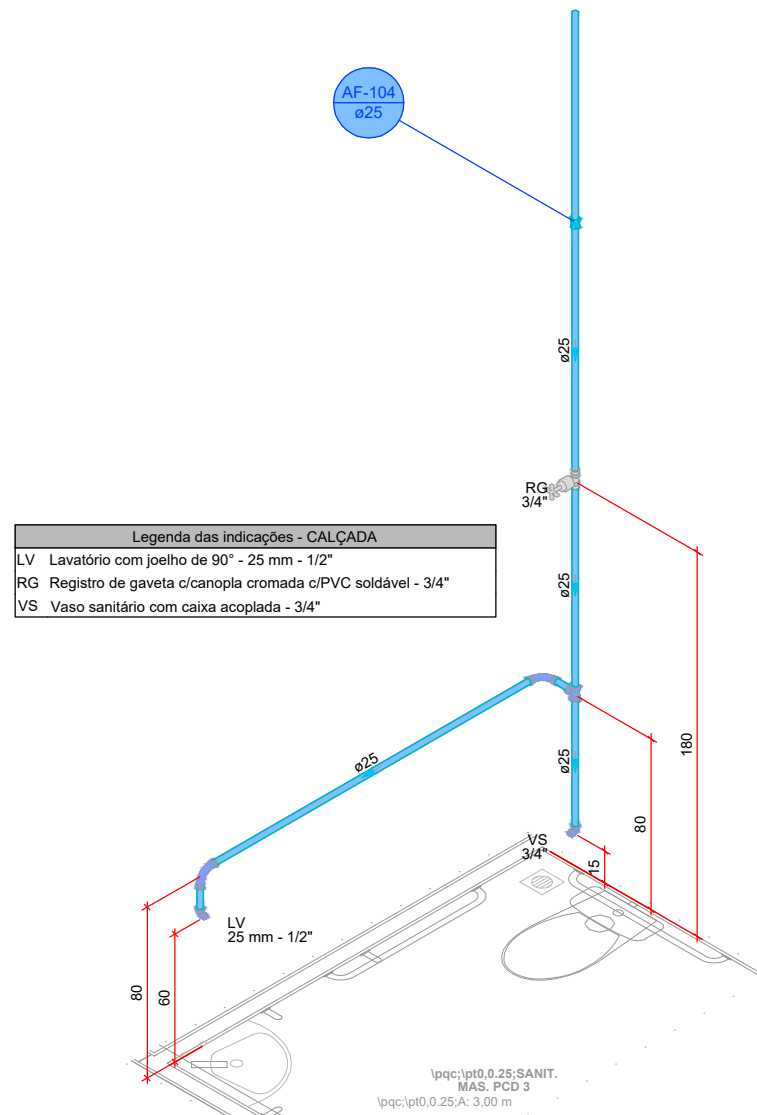 AF-104
ø25
ø25
RG
3/4"
Legenda das indicações - CALÇADA
LV Lavatório com joelho de 90° - 25 mm - 1/2"
RG Registro de gaveta c/canopla cromada c/PVC soldável - 3/4"
VS Vaso sanitário com caixa acoplada - 3/4"
ø25
180
ø25
ø25
80
VS
3/4"
15
LV
25 mm - 1/2"
80
60
\pqc;\pt0,0.25;SANIT.
MAS. PCD 3
\pqc;\pt0,0.25;A: 3,00 m